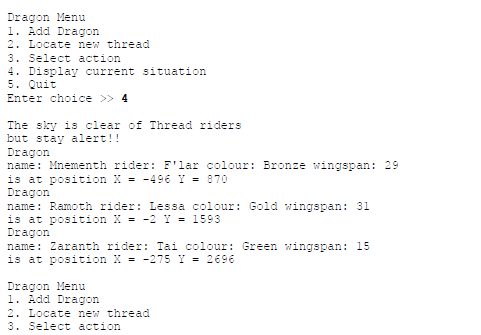 Dragon Menu
1. Add Dragon
2. Locate new thread
3. Select action
4. Display current situation
5. Quit
Enter choice >> 4
The sky is clear of Thread riders
but stay alert!!
Dragon
name: Mnementh rider: F'lar colour: Bronze wingspan: 29
is at position X = -496 Y = 870
Dragon
name: Ramoth rider: Lessa colour: Gold wingspan: 31
is at position X = -2 Y = 1593
Dragon
name: Zaranth rider: Tai colour: Green wingspan: 15
is at position X = -275 Y = 2696
Dragon Menu
1. Add Dragon
2. Locate new thread
3. Select action